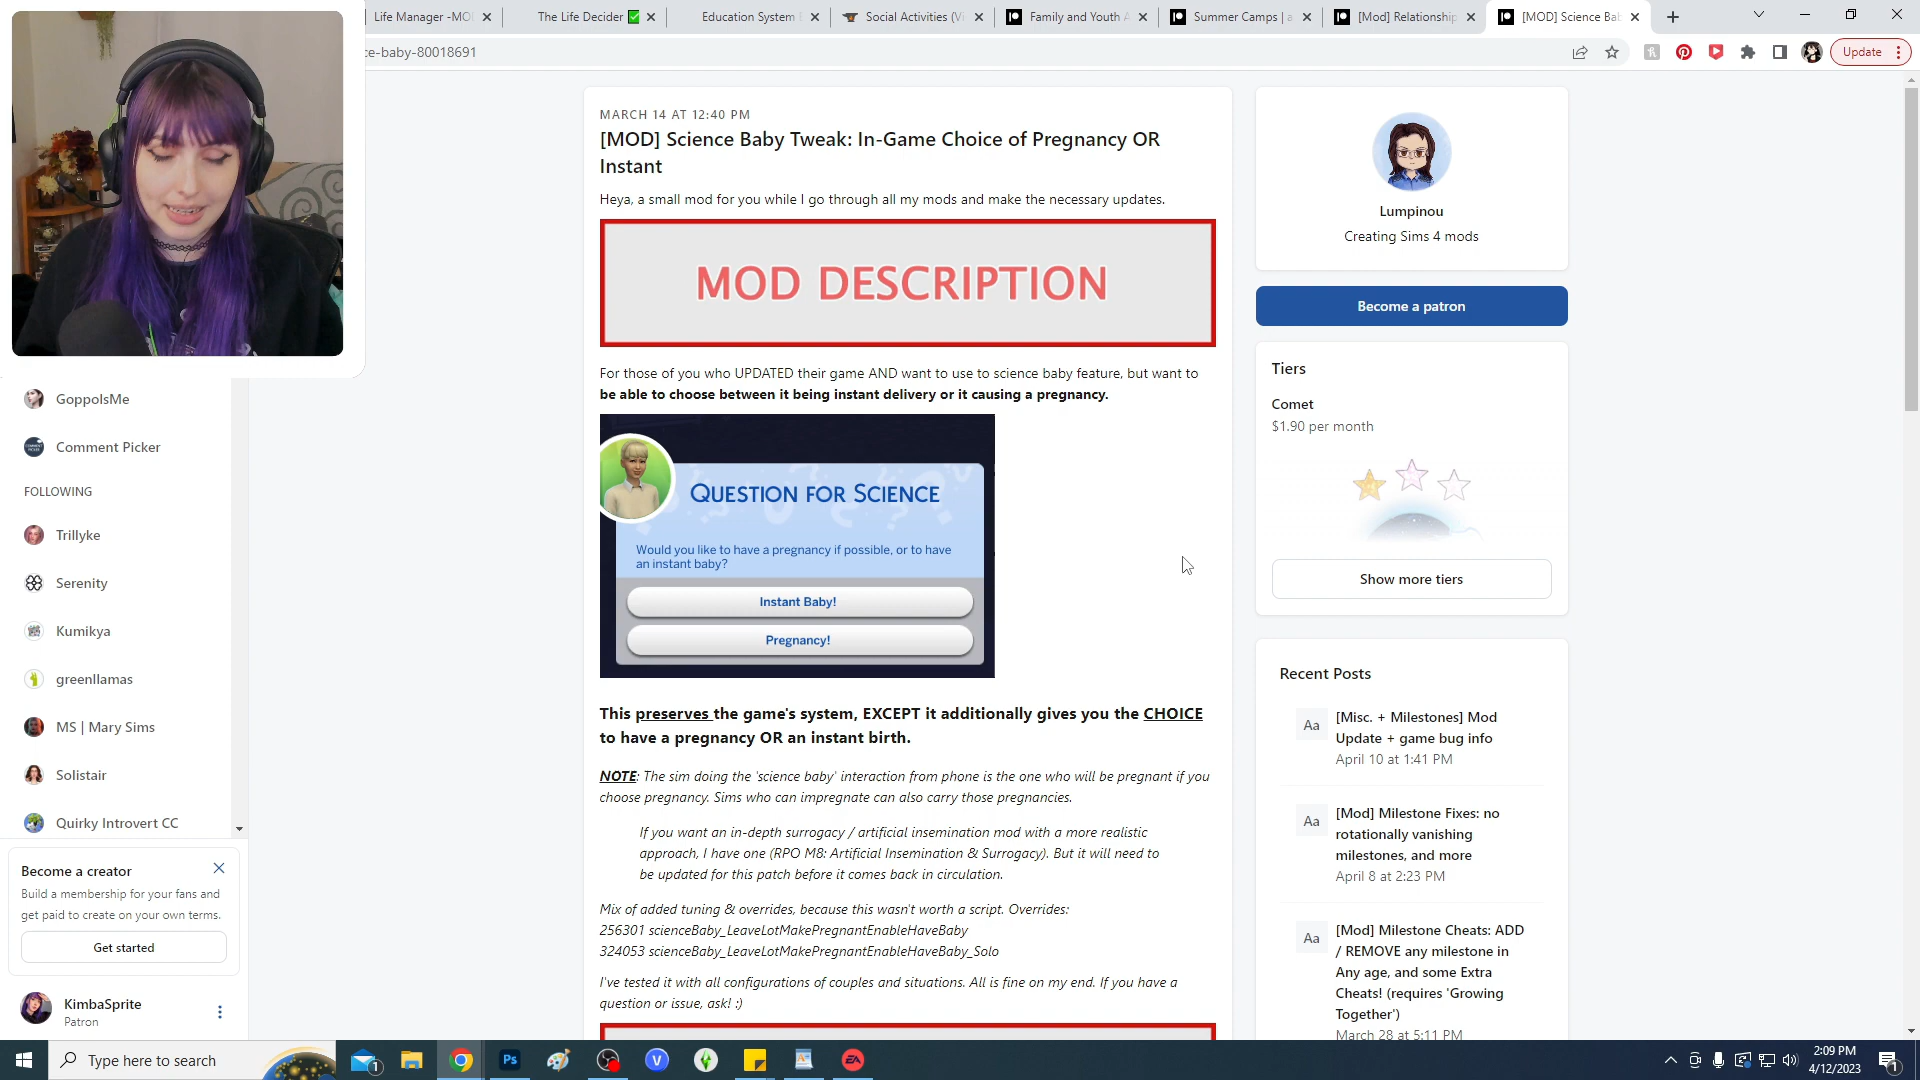 Life Manager -MO
The Life Decider
Education System
Social Activities (Vi
Family and Youth A
Summer Camps | a
[Mod] Relationship
[MOD] Science Bab
ce-baby-80018691
Update
MARCH 14 AT 12:40 PM
[MOD] Science Baby Tweak: In-Game Choice of Pregnancy OR
Instant
Heya, a small mod for you while I go through all my mods and make the necessary updates.
MOD DESCRIPTION
For those of you who UPDATED their game AND want to use to science baby feature, but want to
be able to choose between it being instant delivery or it causing a pregnancy.
QUESTION FOR SCIENCE
Would you like to have a pregnancy if possible, or to have
an instant baby?
Instant Baby!
Pregnancy!
This preserves the game's system, EXCEPT it additionally gives you the CHOICE
to have a pregnancy OR an instant birth.
NOTE: The sim doing the 'science baby' interaction from phone is the one who will be pregnant if you
choose pregnancy. Sims who can impregnate can also carry those pregnancies.
If you want an in-depth surrogacy / artificial insemination mod with a more realistic
approach, I have one (RPO M8: Artificial Insemination & Surrogacy). But it will need to
be updated for this patch before it comes back in circulation.
Mix of added tuning & overrides, because this wasn't worth a script. Overrides:
256301 scienceBaby_LeaveLotMakePregnantEnableHaveBaby
324053 scienceBaby_LeaveLotMakePregnantEnableHaveBaby_Solo
I've tested it with all configurations of couples and situations. All is fine on my end. If you have a
question or issue, ask! :)
Lumpinou
Creating Sims 4 mods
Become a patron
Tiers
Comet
$1.90 per month
Show more tiers
Recent Posts
Aa
[Misc. + Milestones] Mod
Update + game bug info
April 10 at 1:41 PM
Aa
[Mod] Milestone Fixes: no
rotationally vanishing
milestones, and more
April 8 at 2:23 PM
Aa
[Mod] Milestone Cheats: ADD
/ REMOVE any milestone in
Any age, and some Extra
Cheats! (requires 'Growing
Together')
March 28 at 5:11 PM
GoppolsMe
Comment Picker
FOLLOWING
Trillyke
Serenity
Kumikya
greenllamas
MS | Mary Sims
Solistair
Quirky Introvert CC
Become a creator
Build a membership for your fans and
get paid to create on your own terms.
Get started
KimbaSprite
Patron
Type here to search
1
Ps
V
EA
2:09 PM
4/12/2023
1